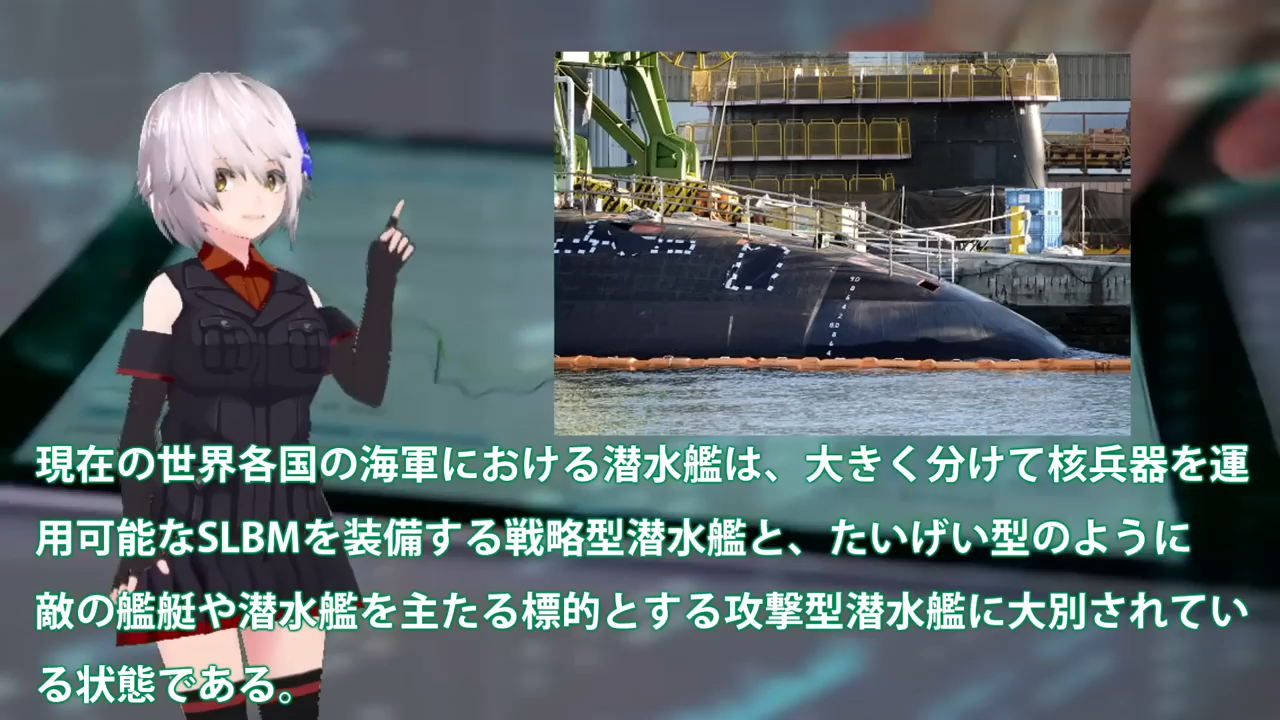 現在の世界各国の海軍における潜水艦は、大きく分けて核兵器を運
用可能なSLBMを装備する戦略型潜水艦と、たいげい型のように
敵の艦艇や潜水艦を主たる標的とする攻撃型潜水艦に大別されてい
る状態である。